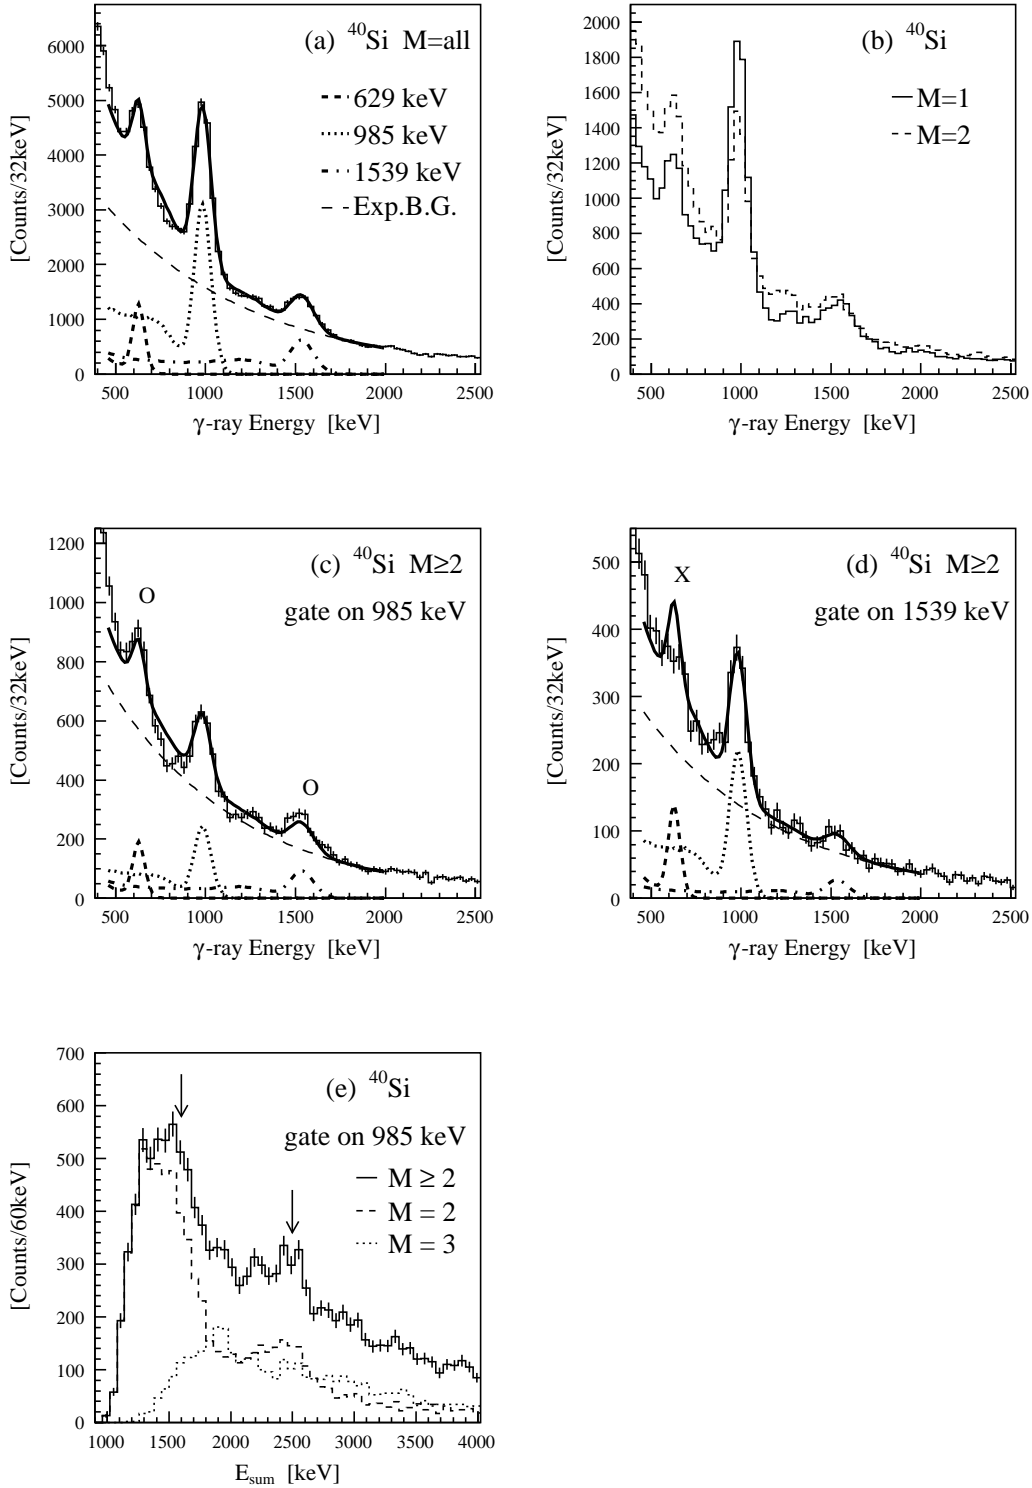 (a) ⁴⁰Si M=all
629 keV
985 keV
1539 keV
Exp.B.G.
[Counts/32keV]
6000
5000
4000
3000
2000
1000
0
500 1000 1500 2000 2500
γ-ray Energy [keV]
(b) ⁴⁰Si
M=1
M=2
[Counts/32keV]
2000
1800
1600
1400
1200
1000
800
600
400
200
0
500 1000 1500 2000 2500
γ-ray Energy [keV]
(c) ⁴⁰Si M≥2
gate on 985 keV
O
O
[Counts/32keV]
1200
1000
800
600
400
200
0
500 1000 1500 2000 2500
γ-ray Energy [keV]
(d) ⁴⁰Si M≥2
gate on 1539 keV
X
[Counts/32keV]
500
400
300
200
100
0
500 1000 1500 2000 2500
γ-ray Energy [keV]
(e) ⁴⁰Si
gate on 985 keV
M ≥ 2
M = 2
M = 3
[Counts/60keV]
700
600
500
400
300
200
100
0
1000 1500 2000 2500 3000 3500 4000
E_sum [keV]